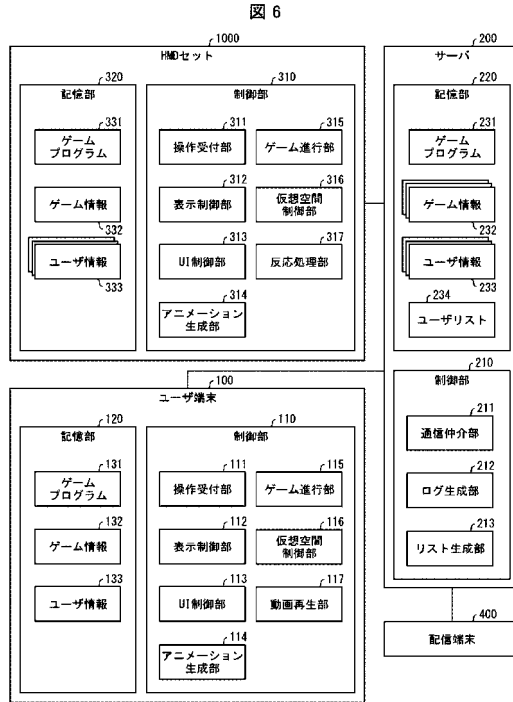 図 6
1000
HMDセット
320
記憶部
331
ゲーム
プログラム
ゲーム情報
332
ユーザ情報
333
310
制御部
311
操作受付部
315
ゲーム進行部
312
表示制御部
316
仮想空間
制御部
313
UI制御部
317
反応処理部
314
アニメーション
生成部
200
サーバ
220
記憶部
231
ゲーム
プログラム
ゲーム情報
232
ユーザ情報
233
234
ユーザリスト
210
制御部
211
通信仲介部
212
ログ生成部
213
リスト生成部
100
ユーザ端末
120
記憶部
131
ゲーム
プログラム
132
ゲーム情報
133
ユーザ情報
110
制御部
111
操作受付部
115
ゲーム進行部
112
表示制御部
116
仮想空間
制御部
113
UI制御部
117
動画再生部
114
アニメーション
生成部
400
配信端末